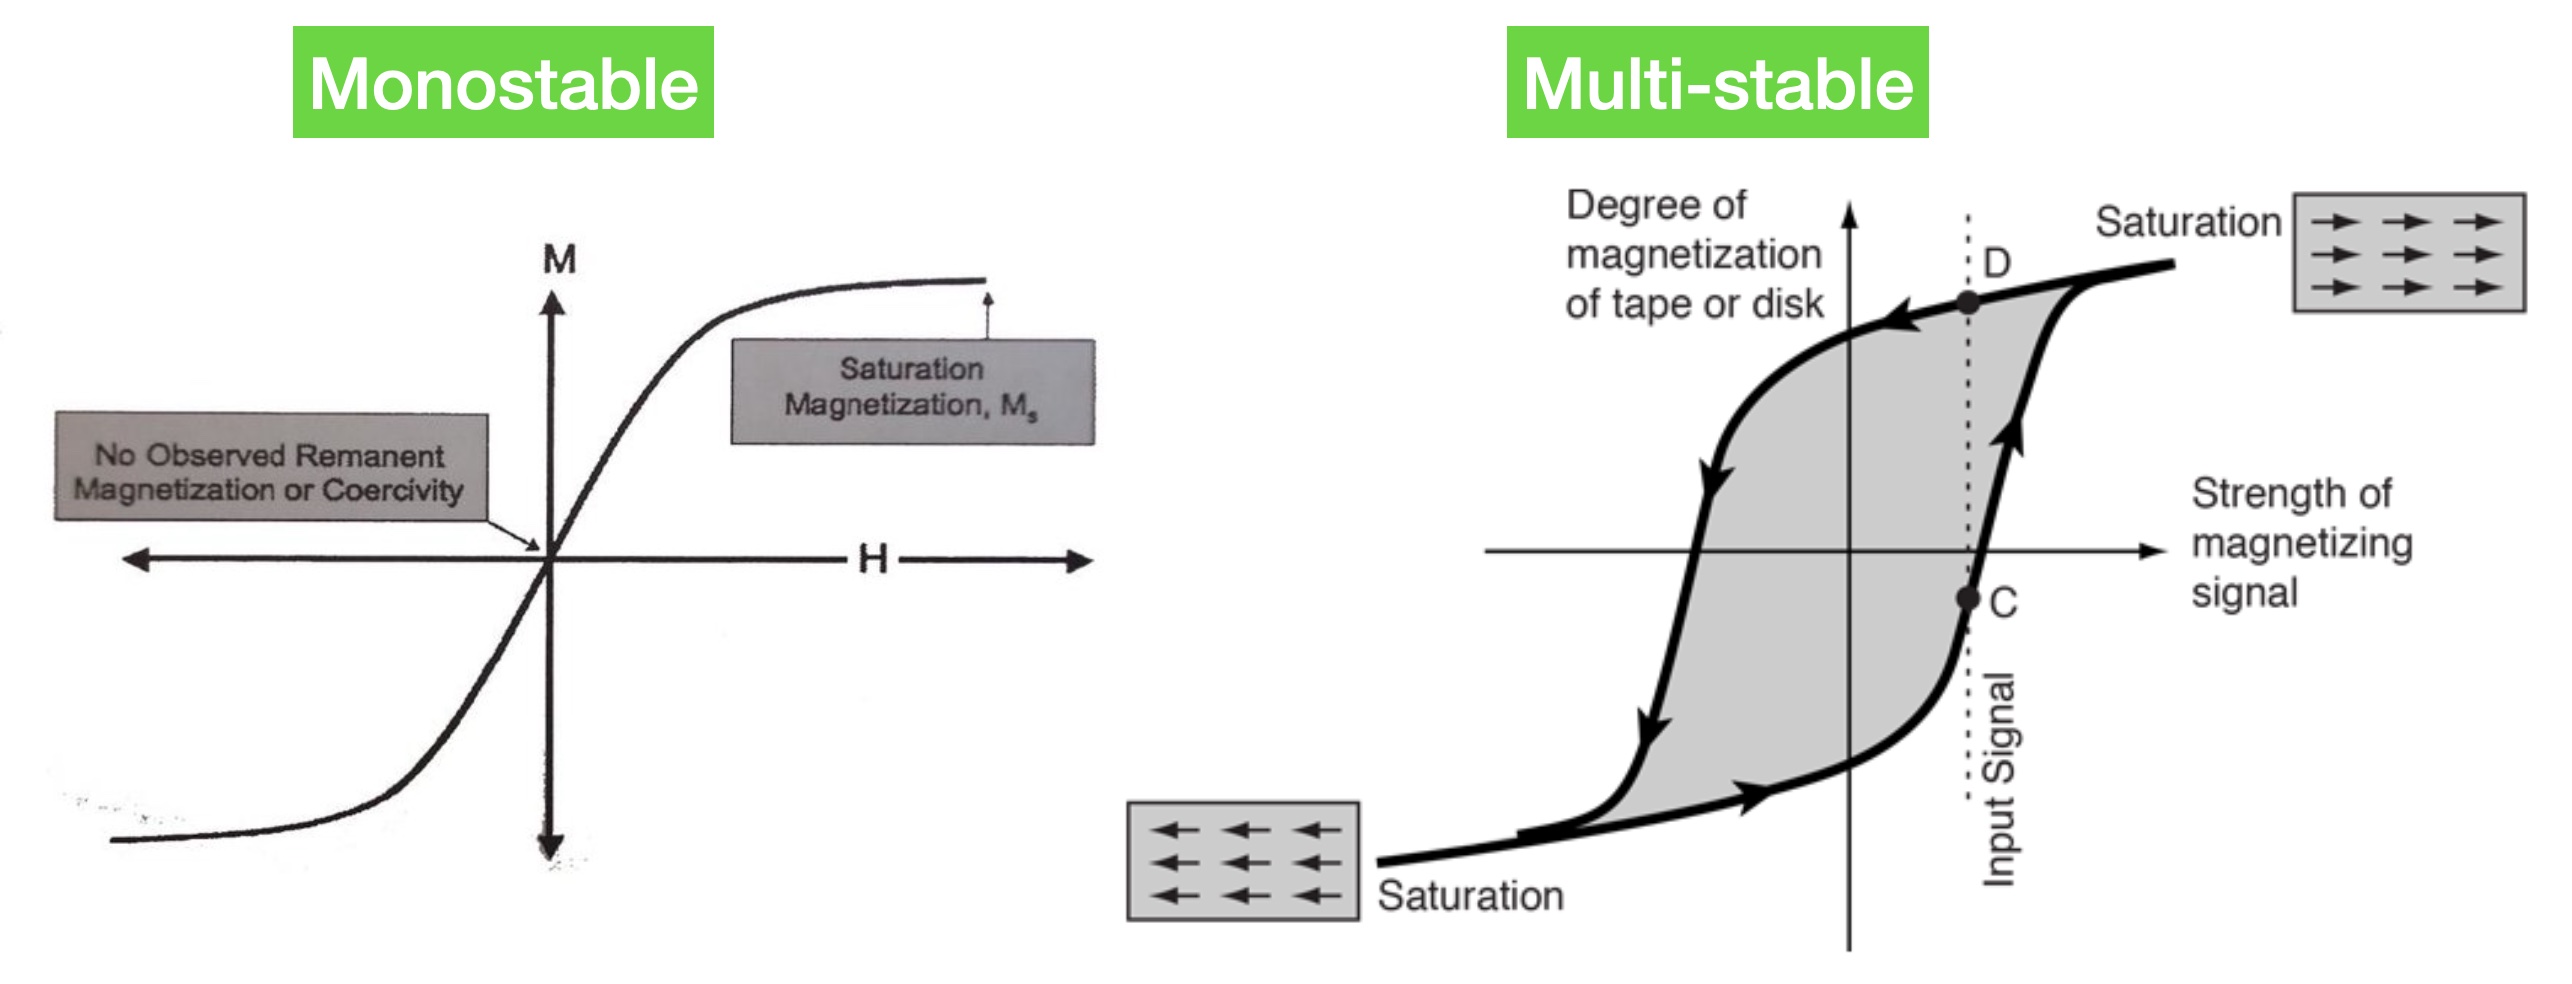 Monostable
M
No Observed Remanent
Magnetization or Coercivity
Saturation
Magnetization, Ms
H
Multi-stable
Degree of
magnetization
of tape or disk
D
Saturation
Strength of
magnetizing
signal
C
Input Signal
Saturation